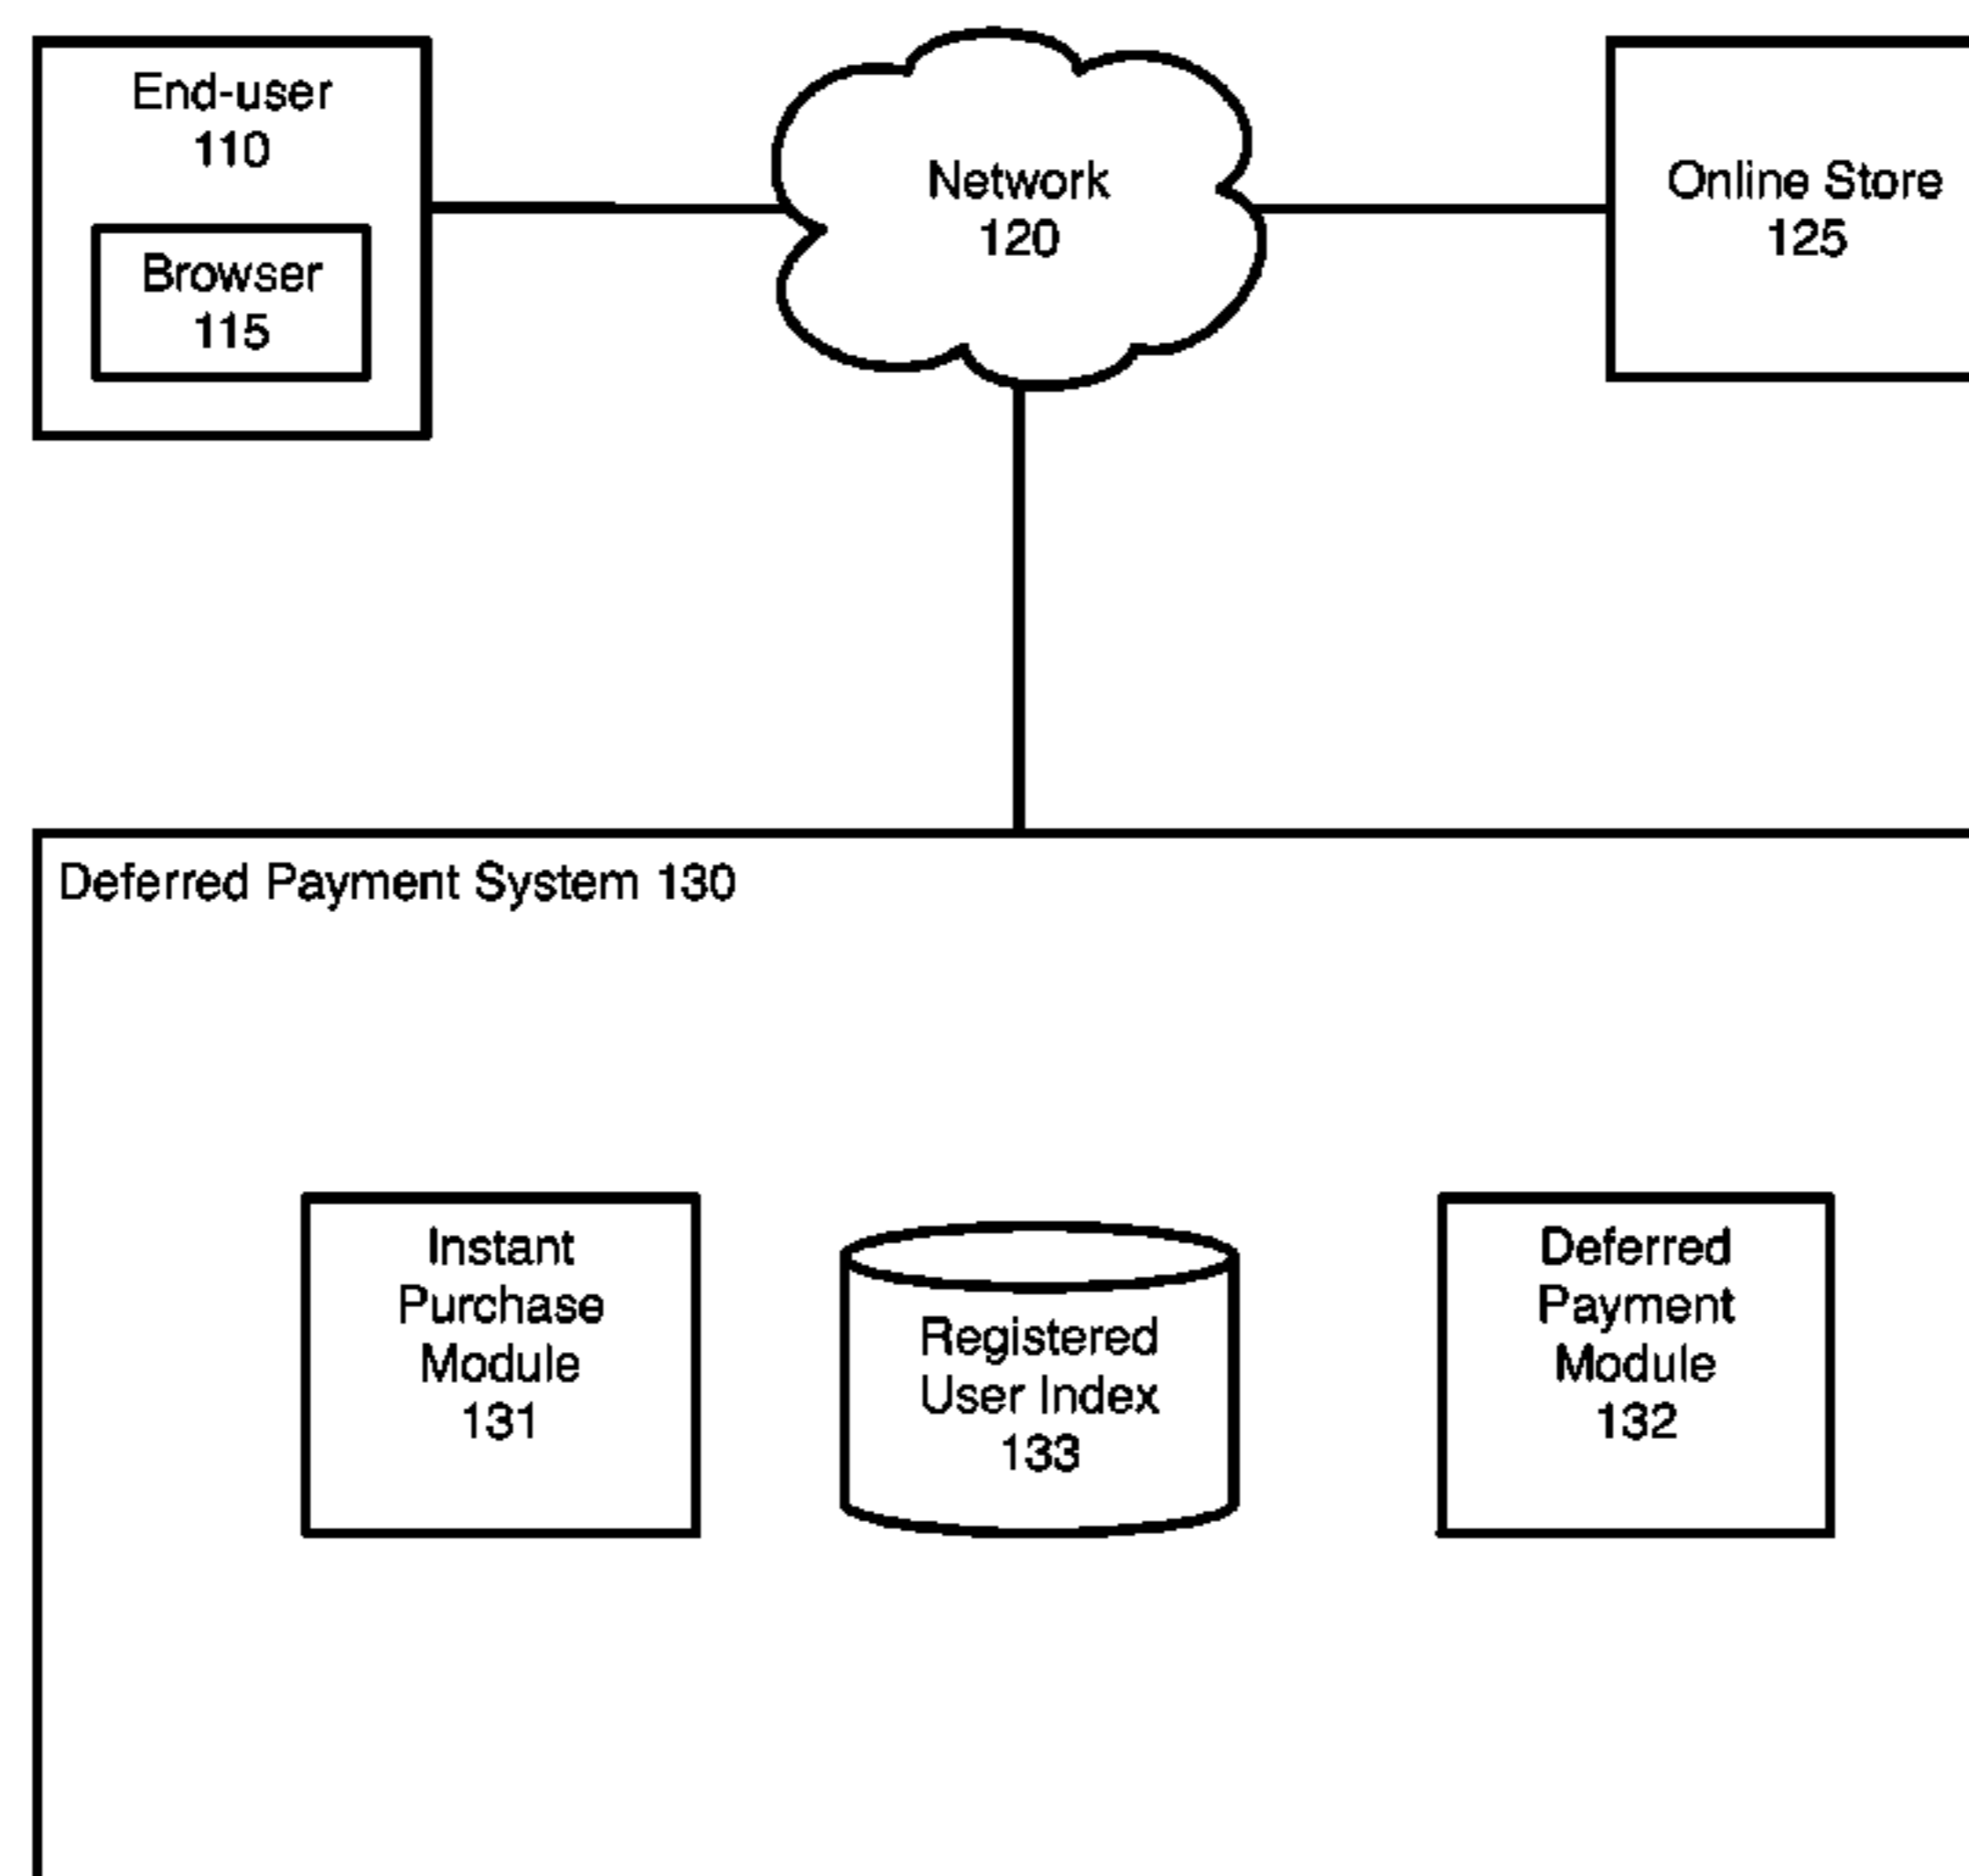 End-user
110
Browser
115
Network
120
Online Store
125
Deferred Payment System 130
Instant
Purchase
Module
131
Registered
User Index
133
Deferred
Payment
Module
132